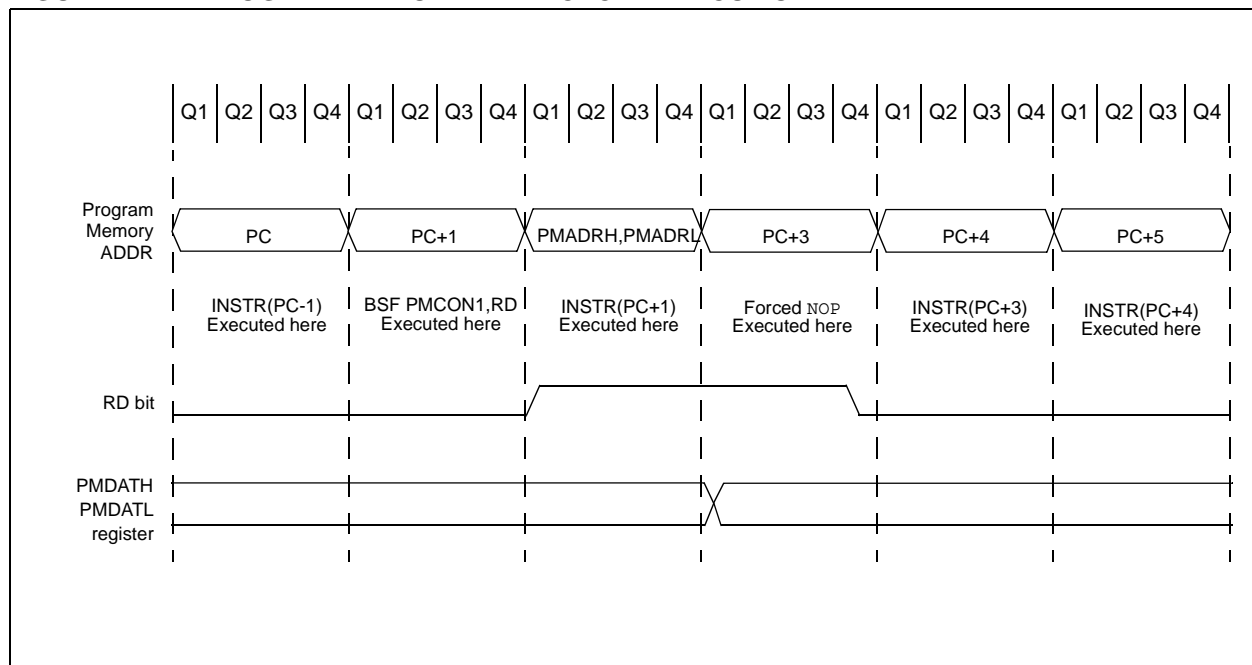 Q1 Q2 Q3 Q4 Q1 Q2 Q3 Q4 Q1 Q2 Q3 Q4 Q1 Q2 Q3 Q4 Q1 Q2 Q3 Q4 Q1 Q2 Q3 Q4
Program
Memory
ADDR
PC PC+1 PMADRH,PMADRL PC+3 PC+4 PC+5
INSTR(PC-1) BSF PMCON1,RD INSTR(PC+1) Forced NOP INSTR(PC+3) INSTR(PC+4)
Executed here Executed here Executed here Executed here Executed here Executed here
RD bit
PMDATH
PMDATL
register